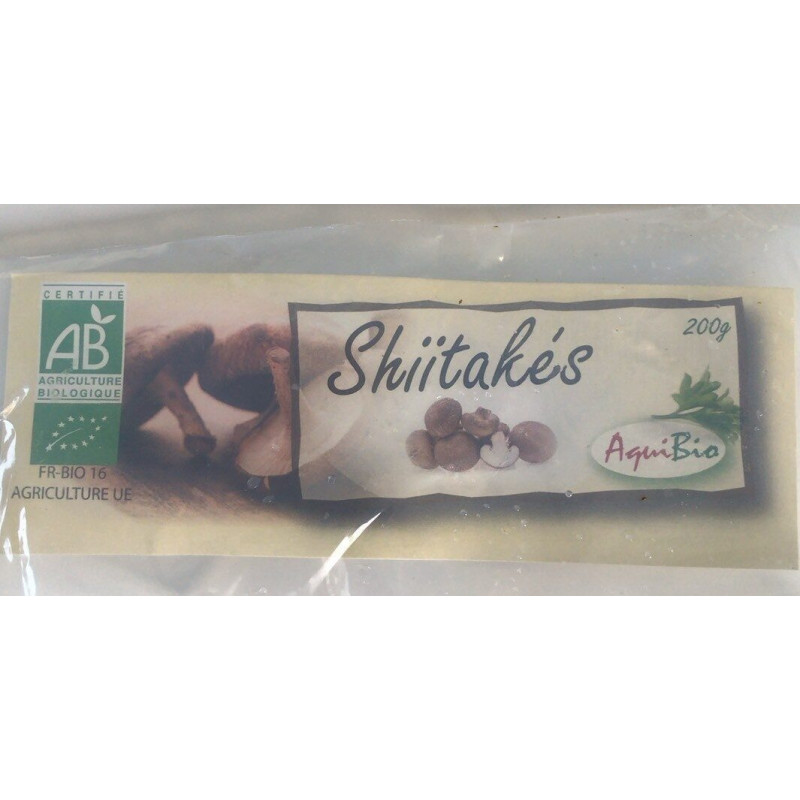 CERTIFIÉ
AB
AGRICULTURE
BIOLOGIQUE
FR-BIO 16
AGRICULTURE UE
Shiitakés
200g
AquiBio